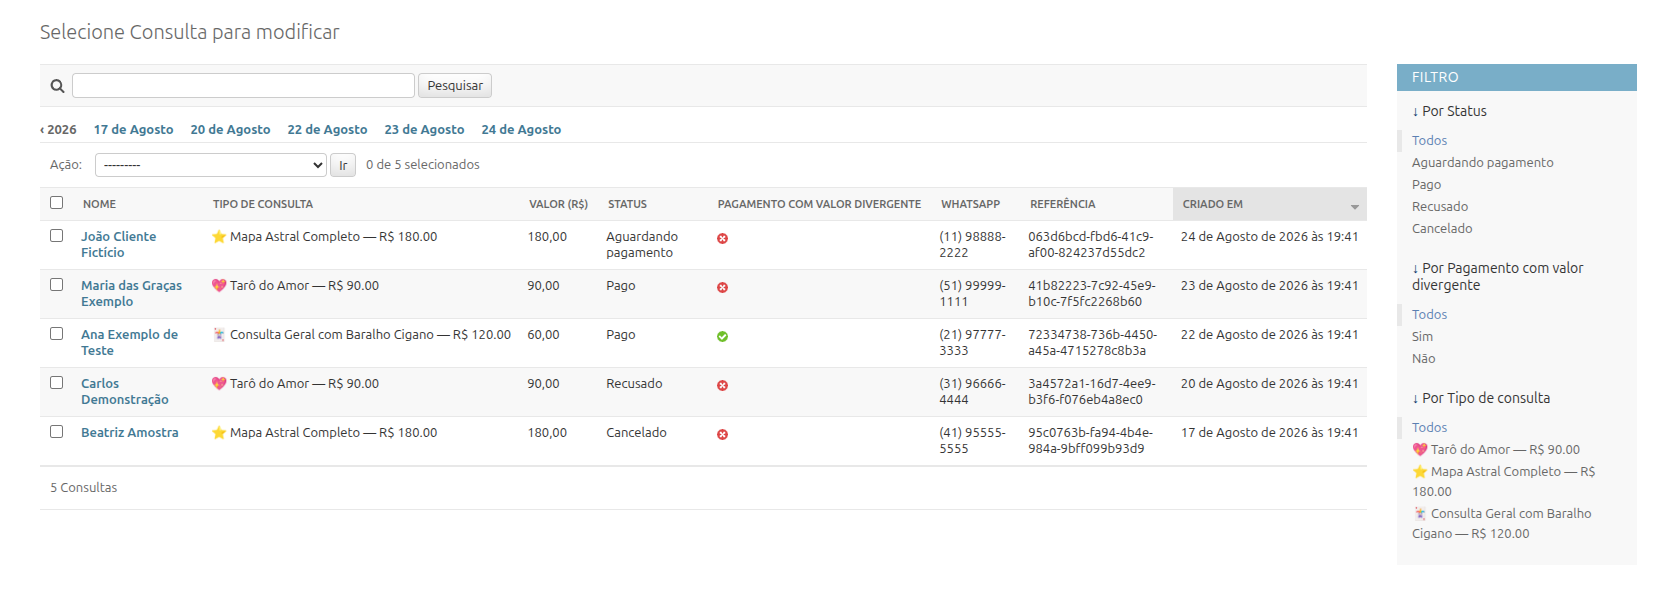 Selecione Consulta para modificar
Pesquisar
‹ 2026 17 de Agosto 20 de Agosto 22 de Agosto 23 de Agosto 24 de Agosto
Ação: --------- Ir 0 de 5 selecionados
NOME TIPO DE CONSULTA VALOR (R$) STATUS PAGAMENTO COM VALOR DIVERGENTE WHATSAPP REFERÊNCIA CRIADO EM
João Cliente ⭐ Mapa Astral Completo — R$ 180.00 180,00 Aguardando (11) 98888- 063d6bcd-fbd6-41c9- 24 de Agosto de 2026 às 19:41
Fictício pagamento 2222 af00-824237d55dc2
Maria das Graças 💖 Tarô do Amor — R$ 90.00 90,00 Pago (51) 99999- 41b82223-7c92-45e9- 23 de Agosto de 2026 às 19:41
Exemplo 1111 b10c-7f5fc2268b60
Ana Exemplo de 🃏 Consulta Geral com Baralho Cigano — R$ 120.00 60,00 Pago (21) 97777- 72334738-736b-4450- 22 de Agosto de 2026 às 19:41
Teste 3333 a45a-4715278c8b3a
Carlos 💖 Tarô do Amor — R$ 90.00 90,00 Recusado (31) 96666- 3a4572a1-16d7-4ee9- 20 de Agosto de 2026 às 19:41
Demonstração 4444 b3f6-f076eb4a8ec0
Beatriz Amostra ⭐ Mapa Astral Completo — R$ 180.00 180,00 Cancelado (41) 95555- 95c0763b-fa94-4b4e- 17 de Agosto de 2026 às 19:41
5555 984a-9bff099b93d9
5 Consultas
FILTRO
↓ Por Status
Todos
Aguardando pagamento
Pago
Recusado
Cancelado
↓ Por Pagamento com valor
divergente
Todos
Sim
Não
↓ Por Tipo de consulta
Todos
💖 Tarô do Amor — R$ 90.00
⭐ Mapa Astral Completo — R$
180.00
🃏 Consulta Geral com Baralho
Cigano — R$ 120.00